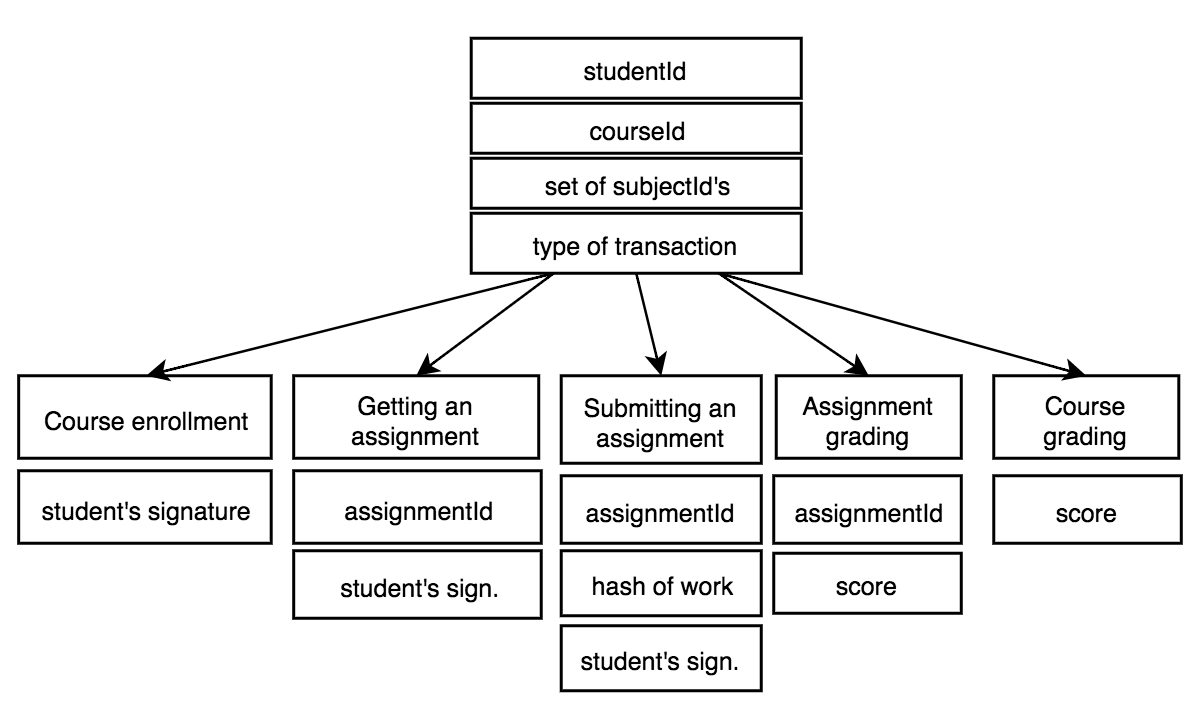 studentId
courseId
set of subjectId's
type of transaction
Course enrollment
student's signature
Getting an
assignment
assignmentId
student's sign.
Submitting an
assignment
assignmentId
hash of work
student's sign.
Assignment
grading
assignmentId
score
Course
grading
score